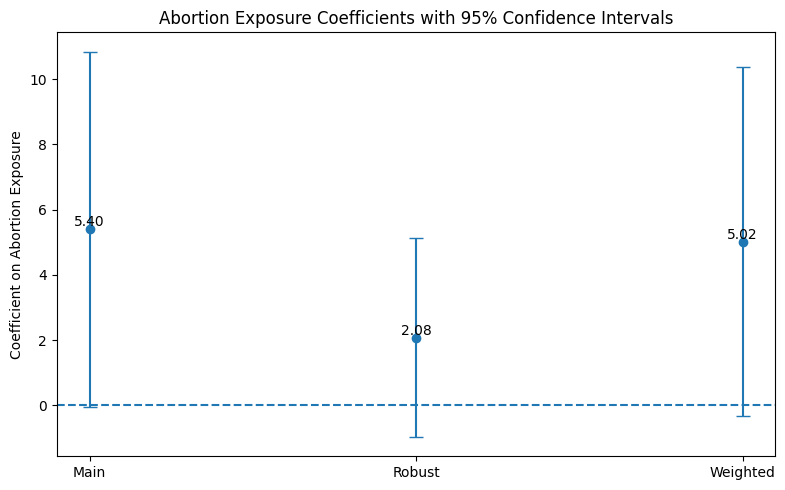 Abortion Exposure Coefficients with 95% Confidence Intervals
Coefficient on Abortion Exposure
10
8
6
4
2
0
5.40
2.08
5.02
Main
Robust
Weighted